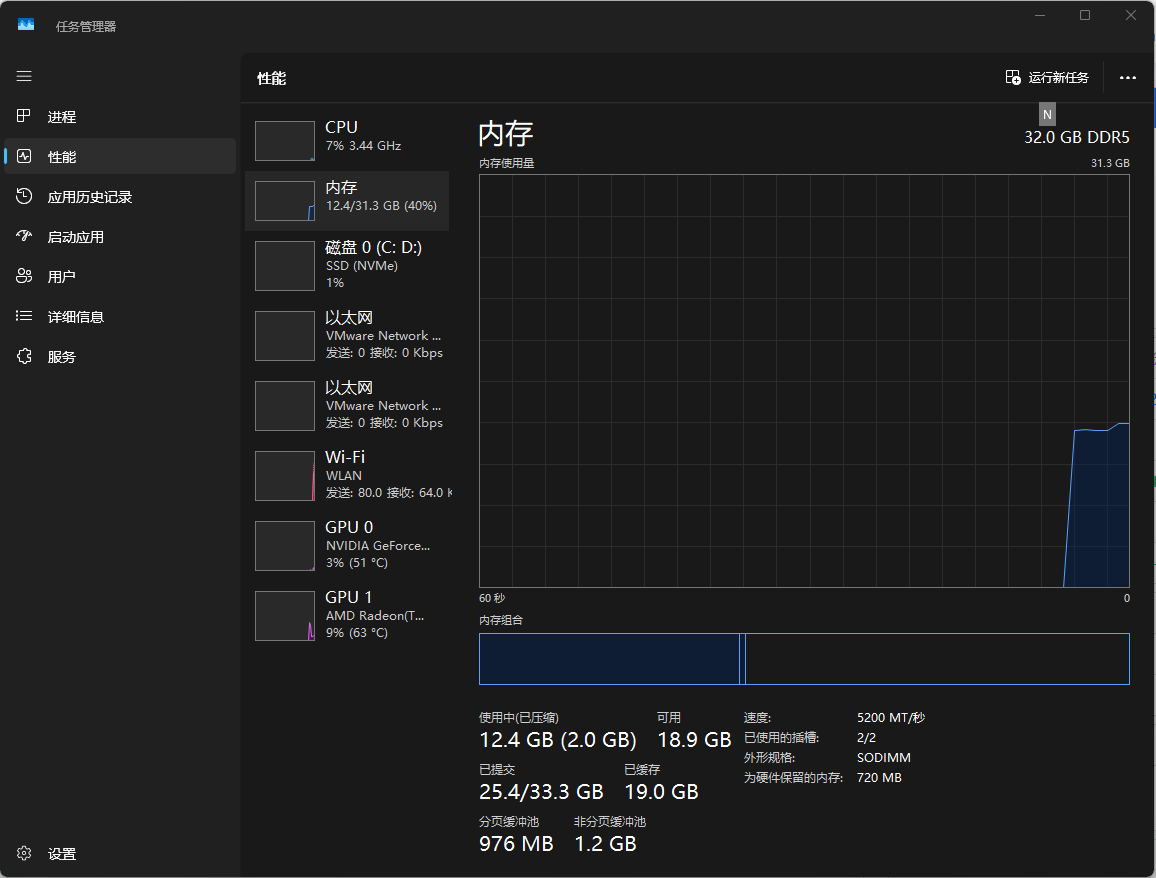 任务管理器
进程
性能
应用历史记录
启动应用
用户
详细信息
服务
设置
性能
运行新任务
CPU
7% 3.44 GHz
内存
12.4/31.3 GB (40%)
磁盘 0 (C: D:)
SSD (NVMe)
1%
以太网
VMware Network ...
发送: 0 接收: 0 Kbps
以太网
VMware Network ...
发送: 0 接收: 0 Kbps
Wi-Fi
WLAN
发送: 80.0 接收: 64.0 K
GPU 0
NVIDIA GeForce...
3% (51 °C)
GPU 1
AMD Radeon(T...
9% (63 °C)
N
内存
32.0 GB DDR5
内存使用量
31.3 GB
60 秒
0
内存组合
使用中(已压缩)
12.4 GB (2.0 GB)
可用
18.9 GB
已提交
25.4/33.3 GB
已缓存
19.0 GB
分页缓冲池
976 MB
非分页缓冲池
1.2 GB
速度: 5200 MT/秒
已使用的插槽: 2/2
外形规格: SODIMM
为硬件保留的内存: 720 MB